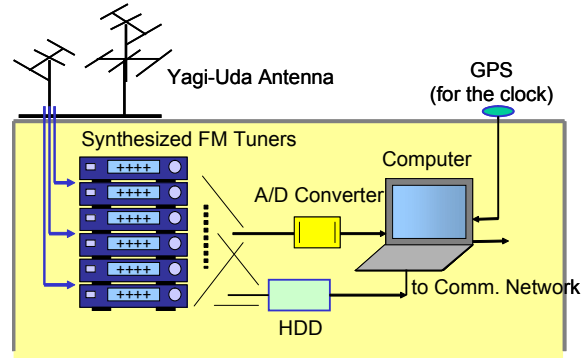 Yagi-Uda Antenna
GPS
(for the clock)
Synthesized FM Tuners
Computer
A/D Converter
++++
++++
++++
++++
++++
++++
to Comm. Network
HDD